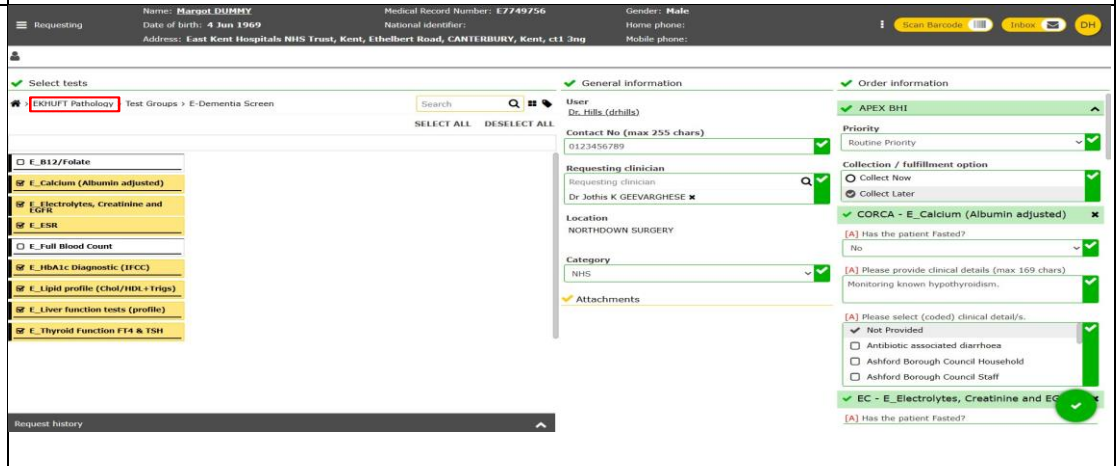 Requesting
Name: Margot DUMMY
Date of birth: 4 Jun 1969
Address: East Kent Hospitals NHS Trust, Kent, Ethelbert Road, CANTERBURY, Kent, ct1 3ng
Medical Record Number: E7749756
National identifier:
Gender: Male
Home phone:
Mobile phone:
Scan Barcode
Inbox
DH
Select tests
EKHUFT Pathology › Test Groups › E-Dementia Screen
Search
SELECT ALL DESELECT ALL
E_B12/Folate
E_Calcium (Albumin adjusted)
E_Electrolytes, Creatinine and
EGFR
E_ESR
E_Full Blood Count
E_HbA1c Diagnostic (IFCC)
E_Lipid profile (Chol/HDL+Trigs)
E_Liver function tests (profile)
E_Thyroid Function FT4 & TSH
Request history
General information
User
Dr. Hills (drhills)
Contact No (max 255 chars)
0123456789
Requesting clinician
Requesting clinician
Dr Jothis K GEEVARGHESE ×
Location
NORTHDOWN SURGERY
Category
NHS
Attachments
Order information
APEX BHI
Priority
Routine Priority
Collection / fulfillment option
Collect Now
Collect Later
CORCA - E_Calcium (Albumin adjusted) ×
[A] Has the patient Fasted?
No
[A] Please provide clinical details (max 169 chars)
Monitoring known hypothyroidism.
[A] Please select (coded) clinical detail/s.
Not Provided
Antibiotic associated diarrhoea
Ashford Borough Council Household
Ashford Borough Council Staff
EC - E_Electrolytes, Creatinine and EG
[A] Has the patient Fasted?